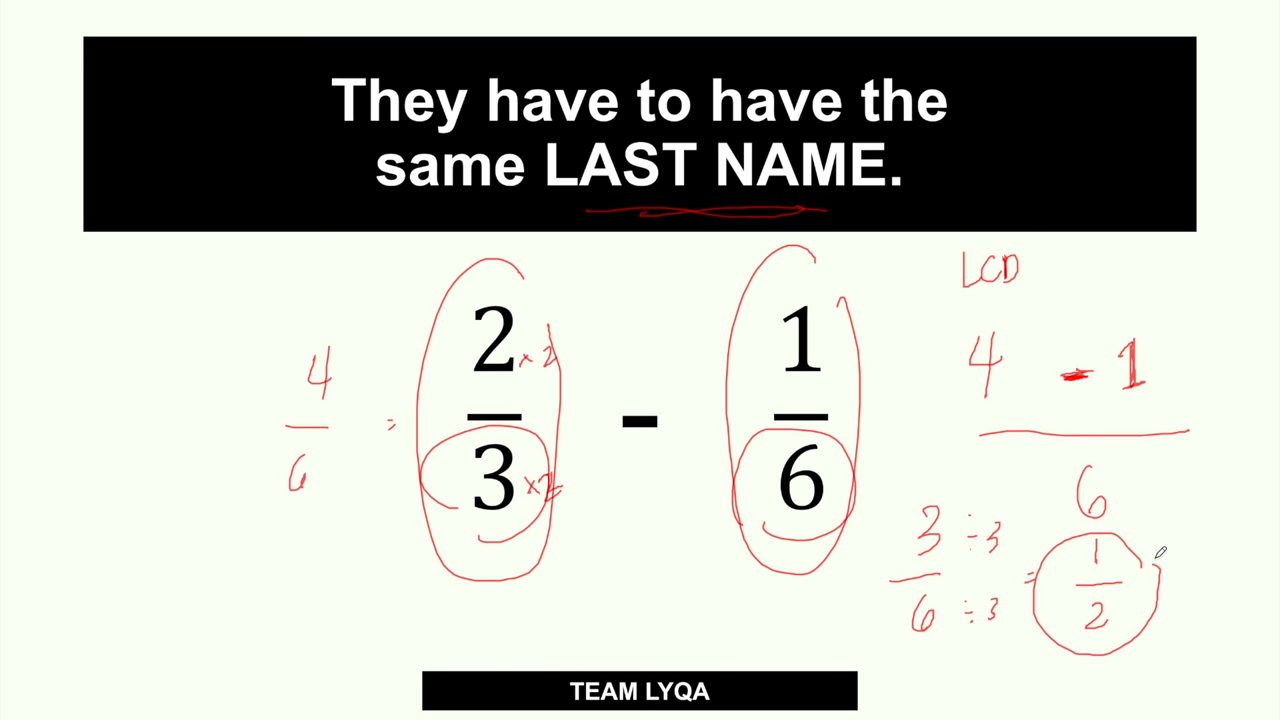 They have to have the
same LAST NAME.
LCD
4/6 = 2/3 - 1/6
×2
×2
4 - 1
6
3 ÷3
6 ÷3
= 1/2
TEAM LYQA